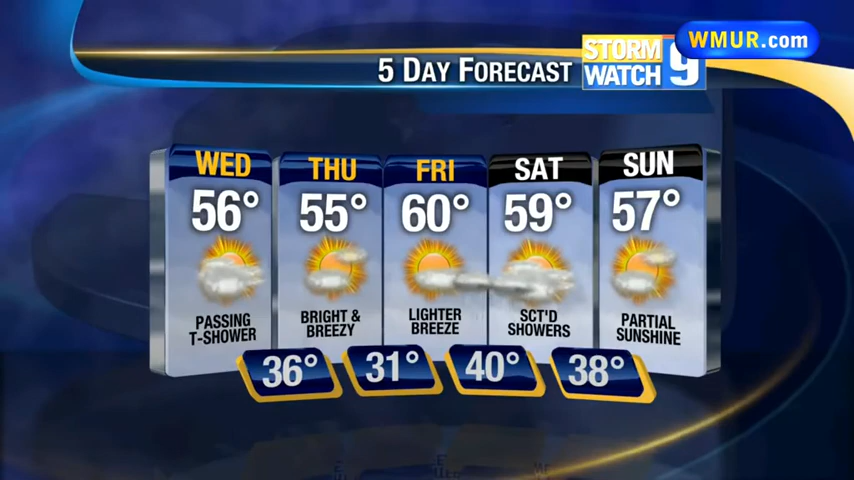 WMUR.com
5 DAY FORECAST
STORM
WATCH 9
WED
THU
FRI
SAT
SUN
56°
55°
60°
59°
57°
PASSING
T-SHOWER
BRIGHT &
BREEZY
LIGHTER
BREEZE
SCT'D
SHOWERS
PARTIAL
SUNSHINE
36°
31°
40°
38°